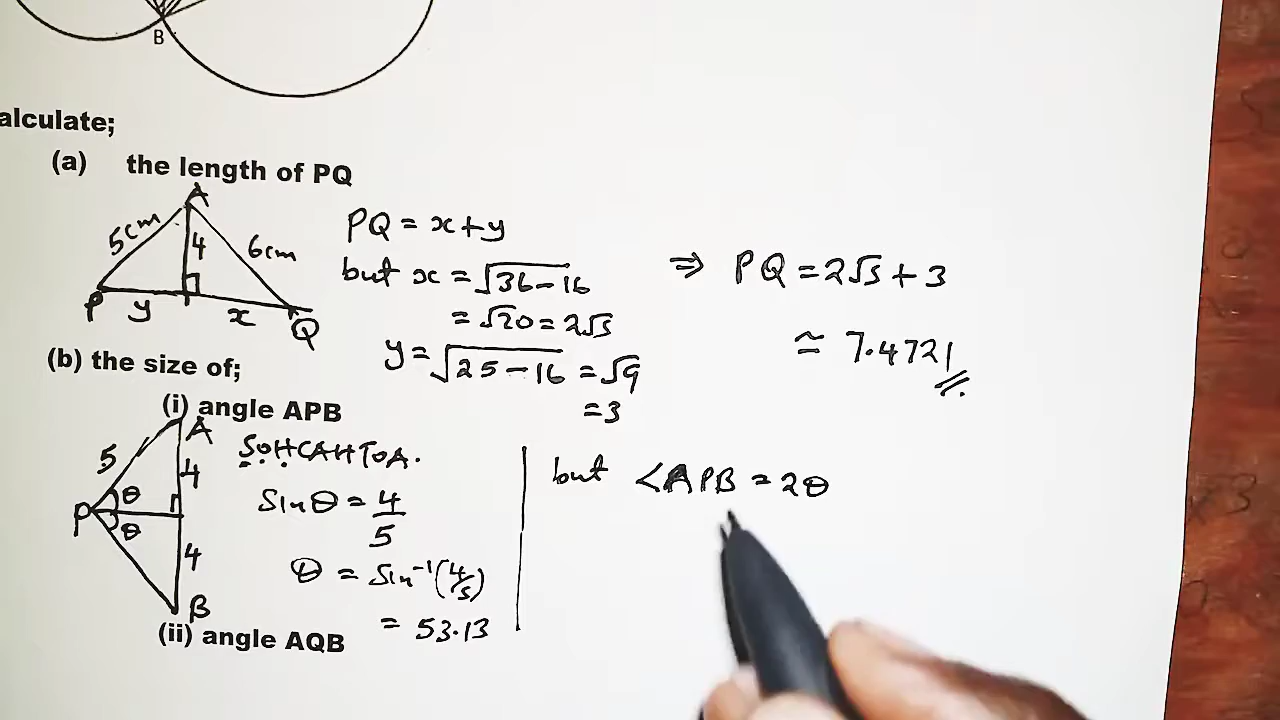 B
alculate;
(a) the length of PQ
A
5cm
4
6cm
P
y
x
Q
PQ = x+y
but x = √36-16
= √20 = 2√5
y = √25-16 = √9
= 3
⇒ PQ = 2√5 + 3
≈ 7.4721
(b) the size of;
(i) angle APB
A
5
4
θ
P
θ
4
B
SOHCAHTOA.
Sinθ = 4/5
θ = Sin⁻¹(4/5)
= 53.13
but <APB = 2θ
(ii) angle AQB